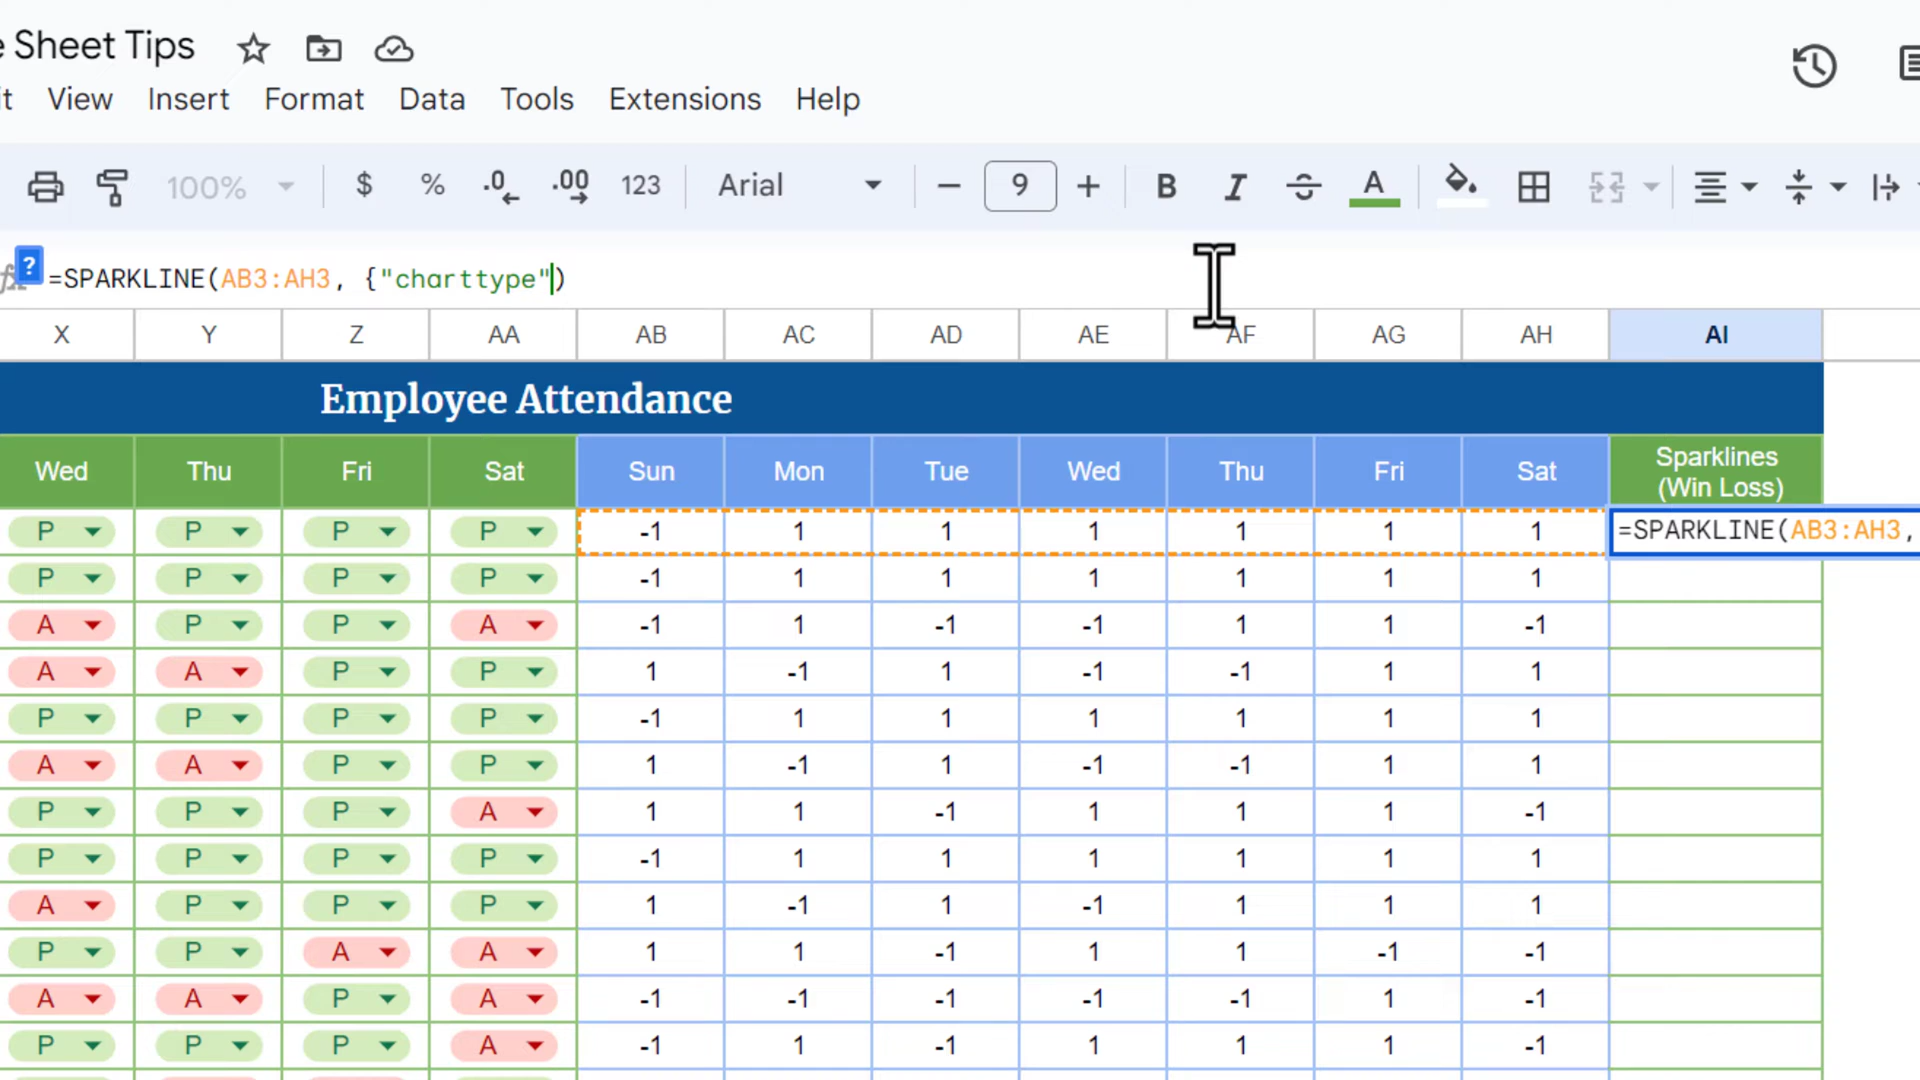 e Sheet Tips
it View Insert Format Data Tools Extensions Help
100% $ % .0 .00 123 Arial 9 B I A
? =SPARKLINE(AB3:AH3, {"charttype")
X Y Z AA AB AC AD AE AF AG AH AI
Employee Attendance
Wed Thu Fri Sat Sun Mon Tue Wed Thu Fri Sat Sparklines
(Win Loss)
P P P P -1 1 1 1 1 1 1 =SPARKLINE(AB3:AH3,
P P P P -1 1 1 1 1 1 1
A P P A -1 1 -1 -1 1 1 -1
A A P P 1 -1 1 -1 -1 1 1
P P P P -1 1 1 1 1 1 1
A A P P 1 -1 1 -1 -1 1 1
P P P A 1 1 -1 1 1 1 -1
P P P P -1 1 1 1 1 1 1
A P P P 1 -1 1 -1 1 1 1
P P A A 1 1 -1 1 1 -1 -1
A A P A -1 -1 -1 -1 -1 1 -1
P P P A -1 1 -1 1 1 1 -1